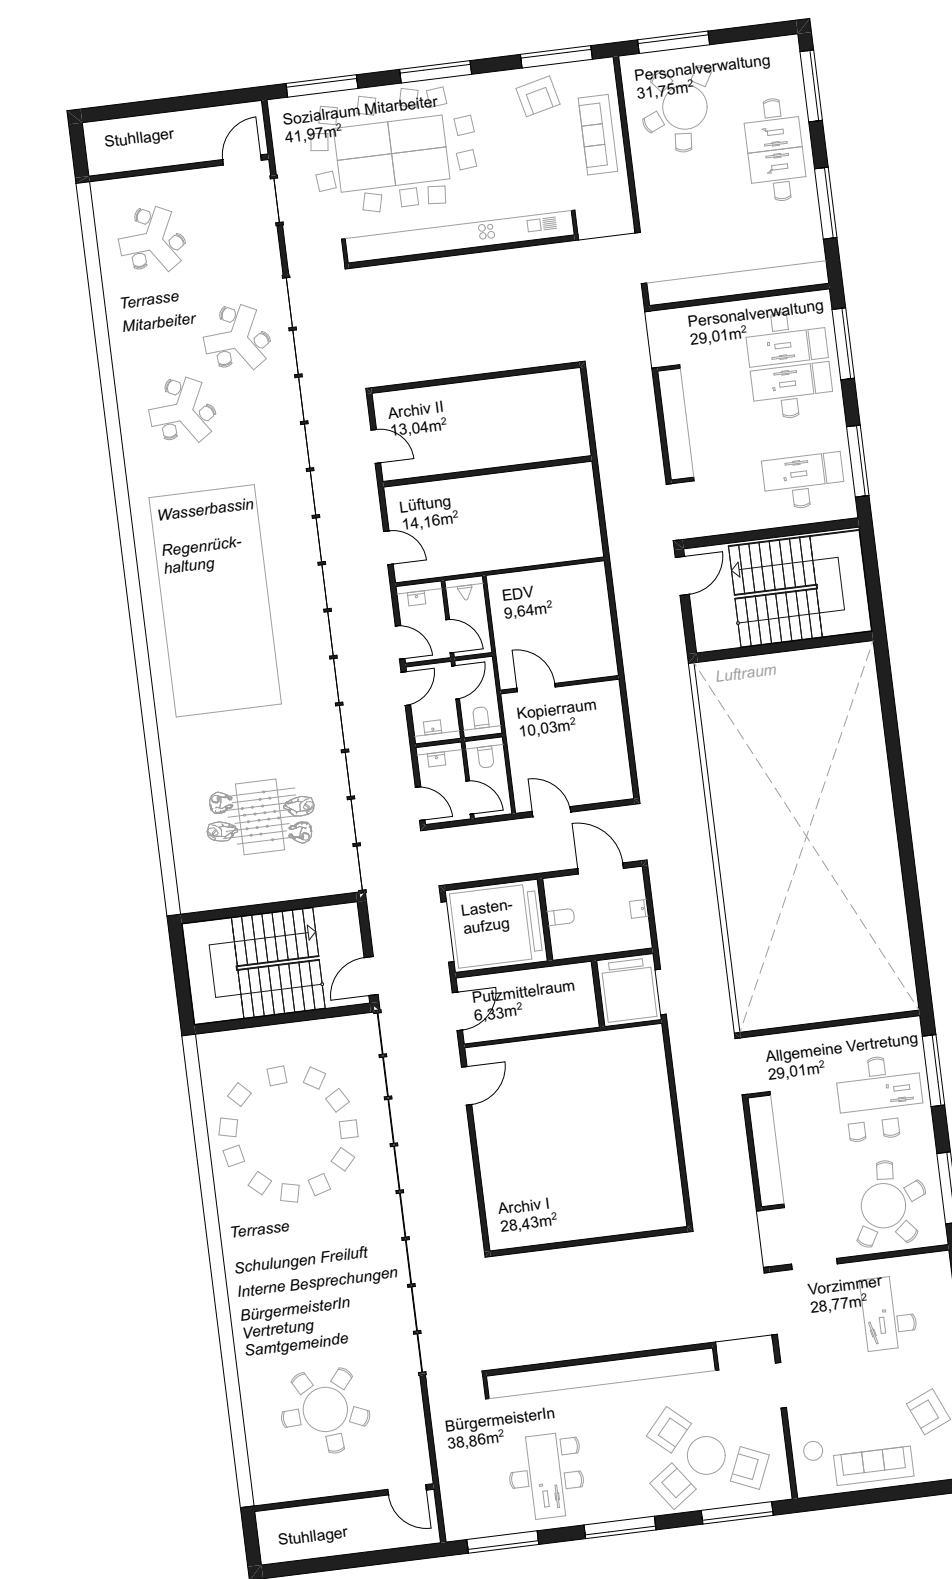 Personalverwaltung
31,75m²
Sozialraum Mitarbeiter
41,97m²
Stuhllager
Terrasse
Mitarbeiter
Personalverwaltung
29,01m²
Archiv II
13,04m²
Lüftung
14,16m²
Wasserbassin
Regenrück-
haltung
EDV
9,64m²
Luftraum
Kopierraum
10,03m²
Lasten-
aufzug
Putzmittelraum
6,33m²
Allgemeine Vertretung
29,01m²
Archiv I
28,43m²
Terrasse
Schulungen Freiluft
Interne Besprechungen
BürgermeisterIn
Vertretung
Samtgemeinde
Vorzimmer
28,77m²
BürgermeisterIn
38,86m²
Stuhllager